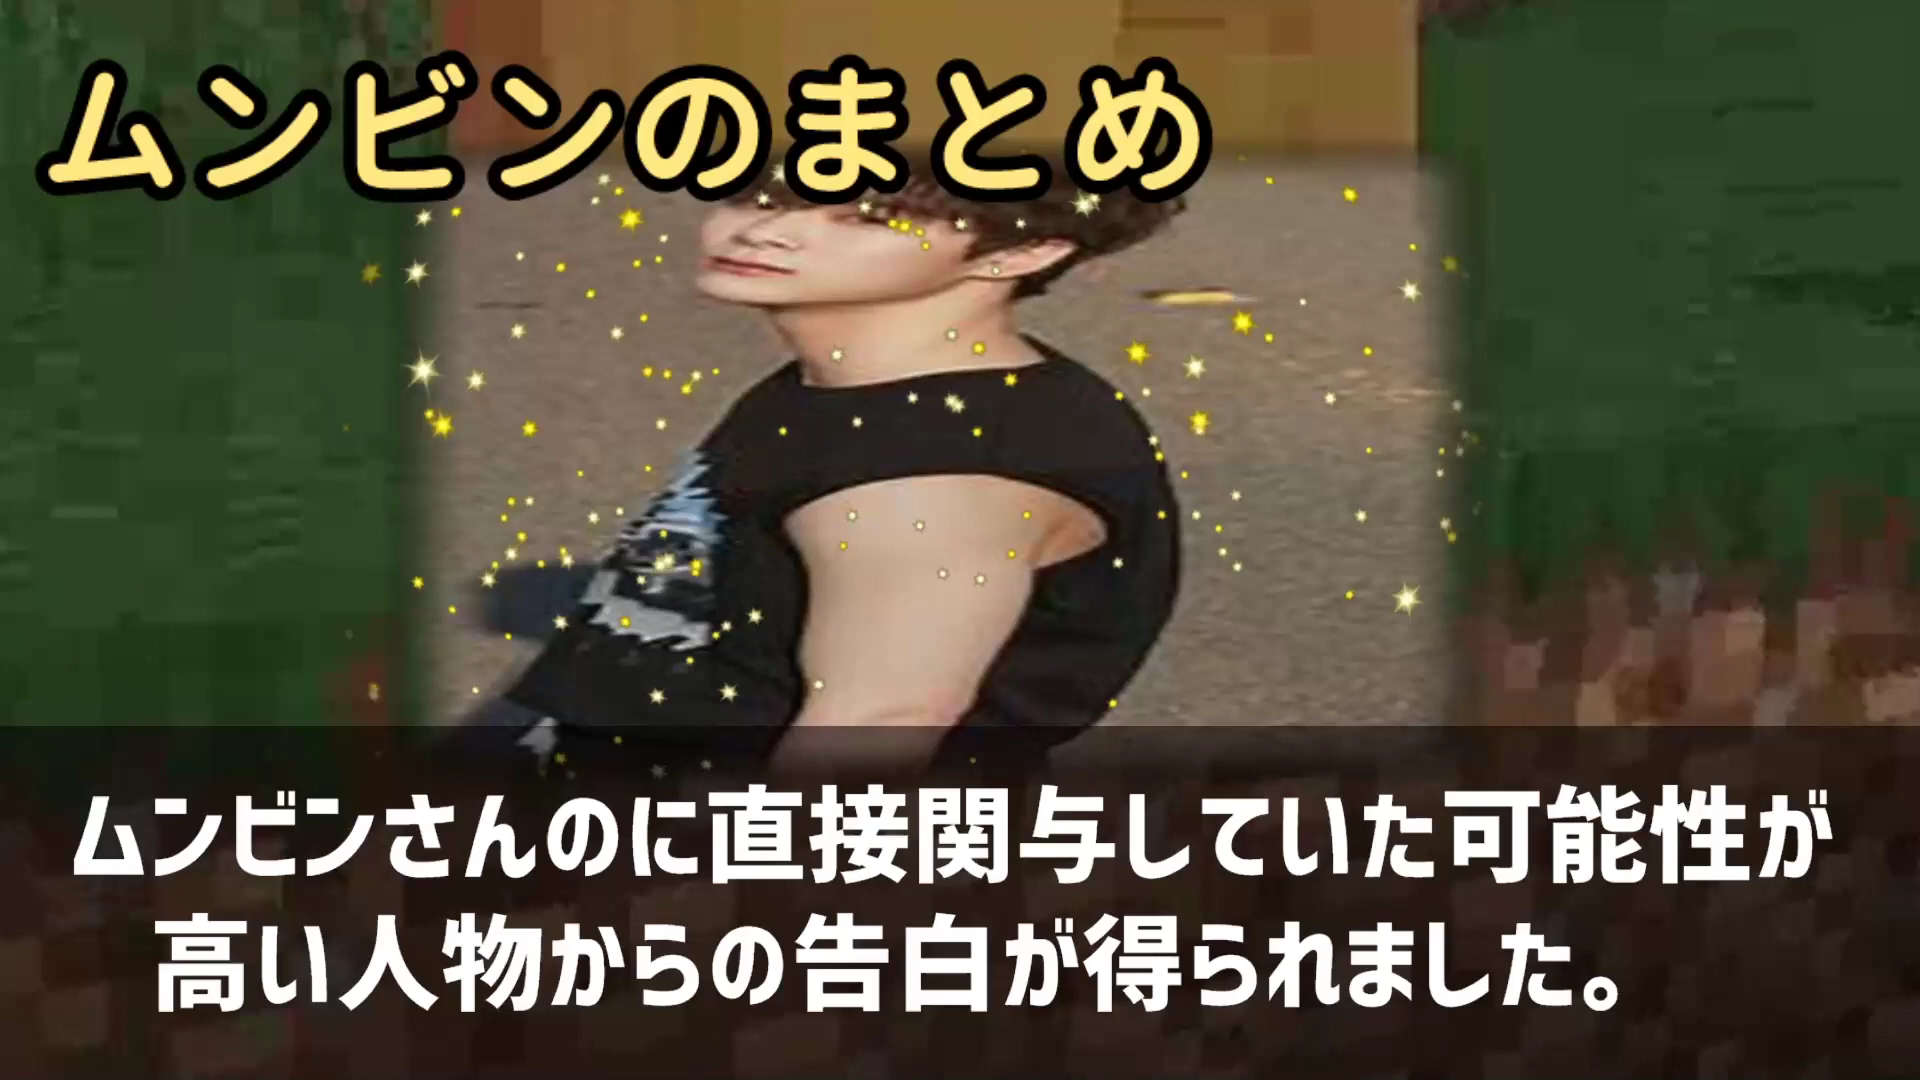 ムンビンのまとめ
ムンビンさんのに直接関与していた可能性が
高い人物からの告白が得られました。